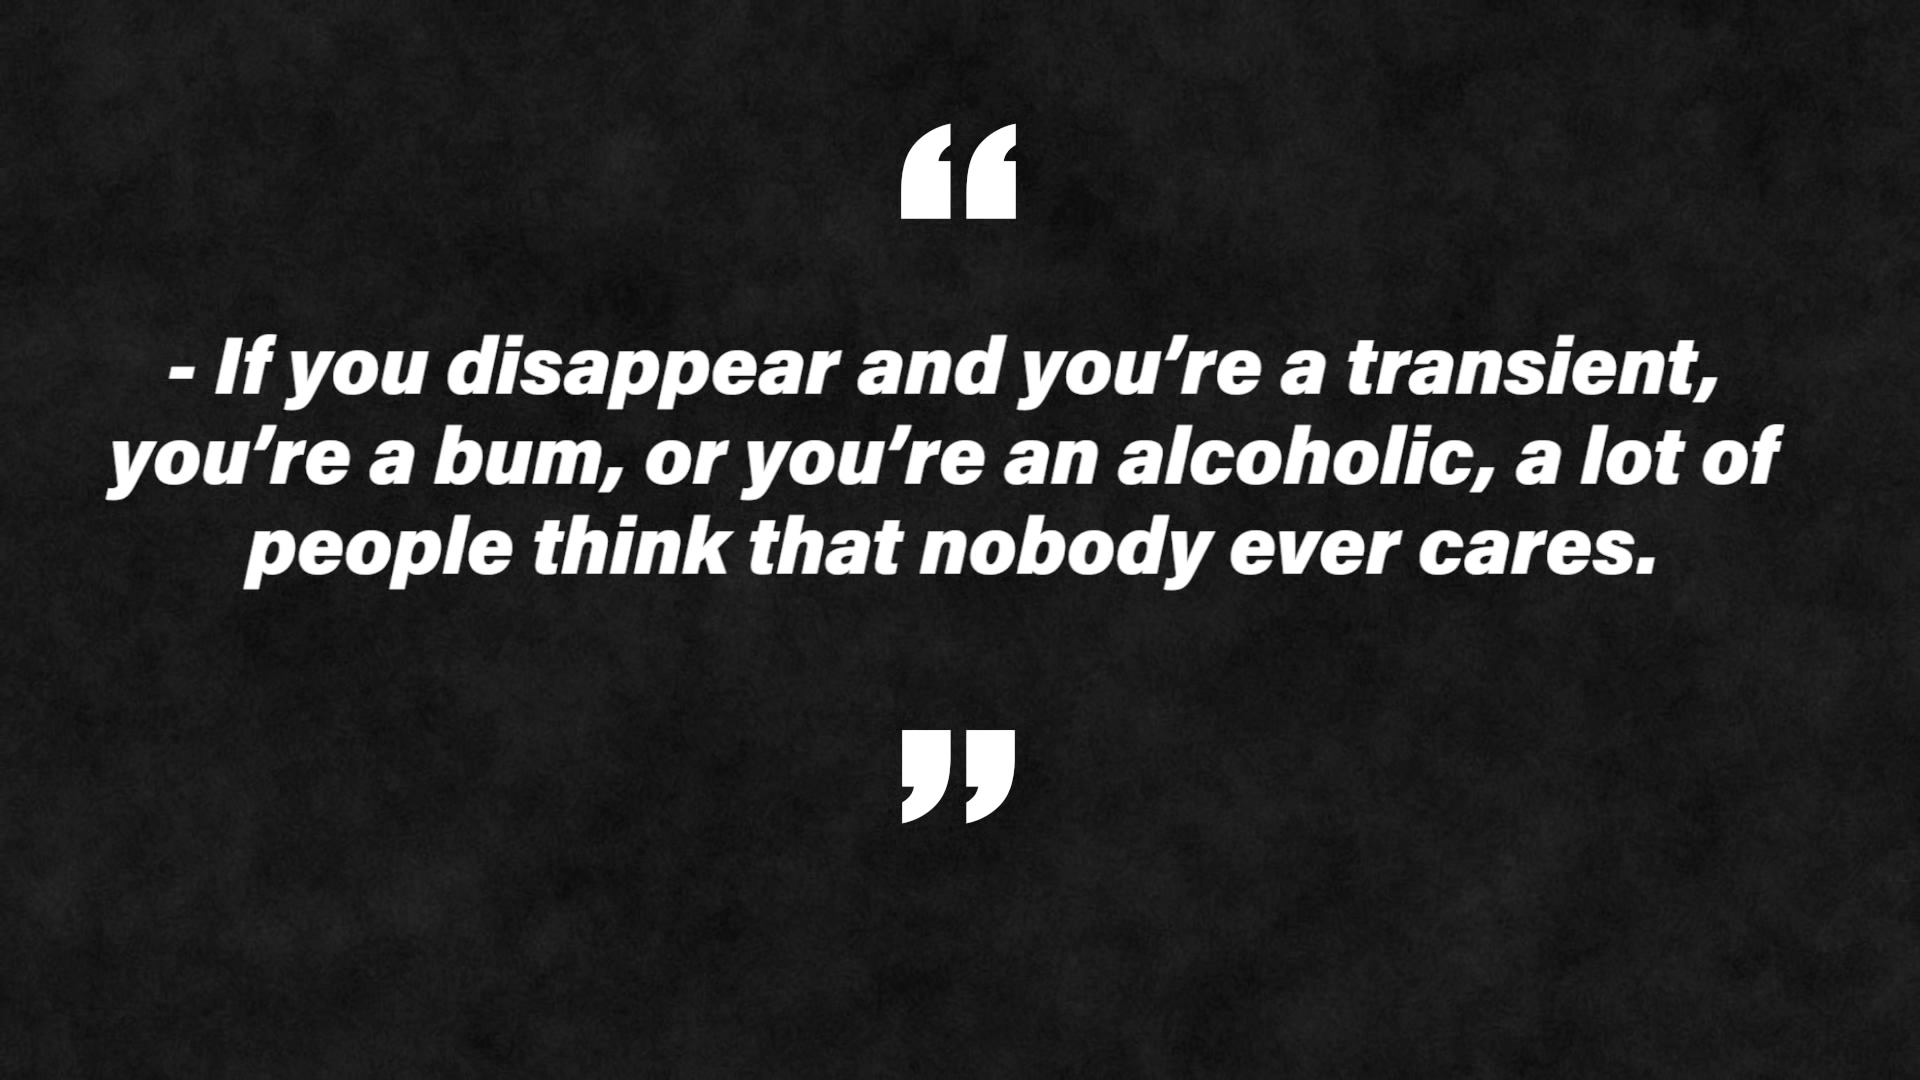 “
- If you disappear and you’re a transient,
you’re a bum, or you’re an alcoholic, a lot of
people think that nobody ever cares.
”